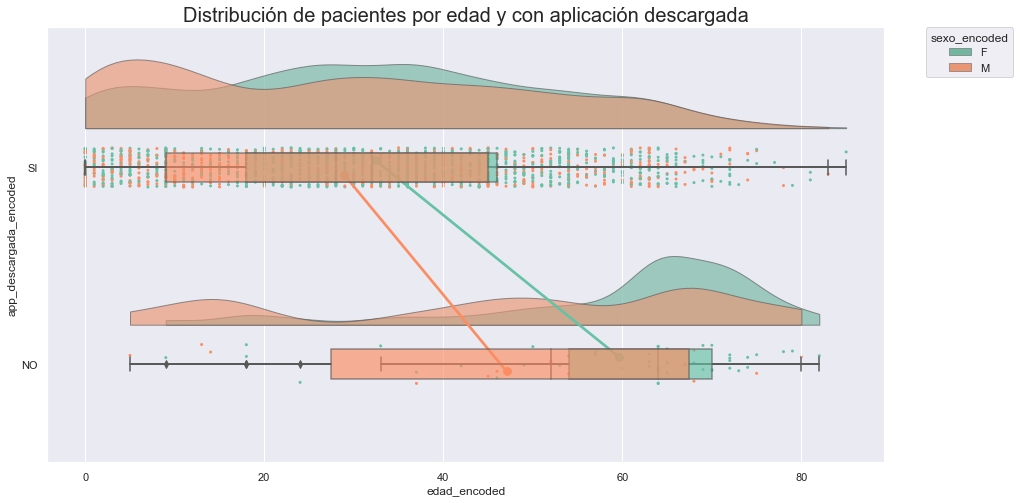 Distribución de pacientes por edad y con aplicación descargada
sexo_encoded
F
M
app_descargada_encoded
SI
NO
0 20 40 60 80
edad_encoded